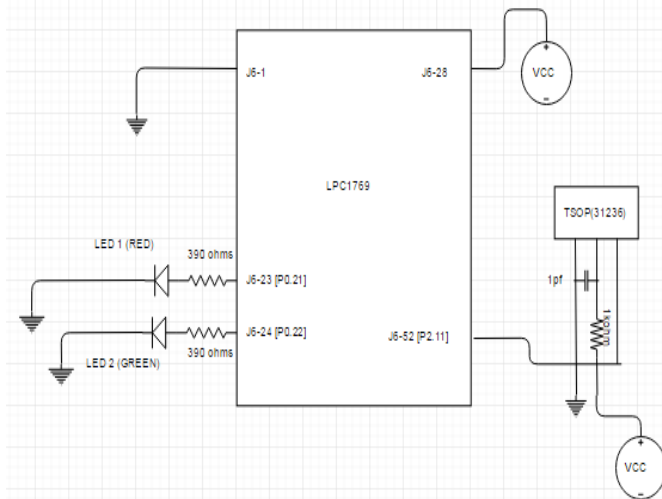 J6-1
J6-28
VCC
LPC1769
TSOP(31236)
LED 1 (RED)
390 ohms
J6-23 [P0.21]
1pf
1kohm
J6-24 [P0.22]
J6-52 [P2.11]
390 ohms
LED 2 (GREEN)
VCC